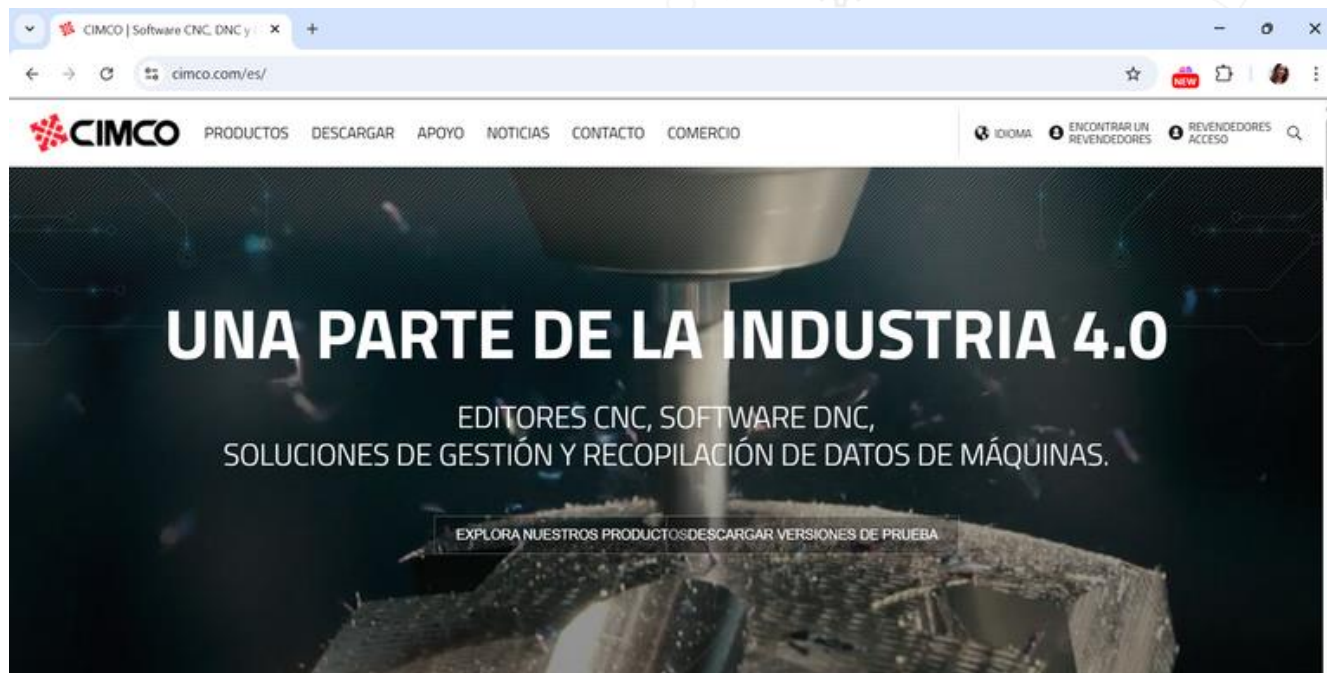 CIMCO | Software CNC, DNC y
cimco.com/es/
NEW
CIMCO
PRODUCTOS DESCARGAR APOYO NOTICIAS CONTACTO COMERCIO
IDIOMA
ENCONTRAR UN
REVENDEDORES
REVENDEDORES
ACCESO
UNA PARTE DE LA INDUSTRIA 4.0
EDITORES CNC, SOFTWARE DNC,
SOLUCIONES DE GESTIÓN Y RECOPILACIÓN DE DATOS DE MÁQUINAS.
EXPLORA NUESTROS PRODUCTOSDESCARGAR VERSIONES DE PRUEBA